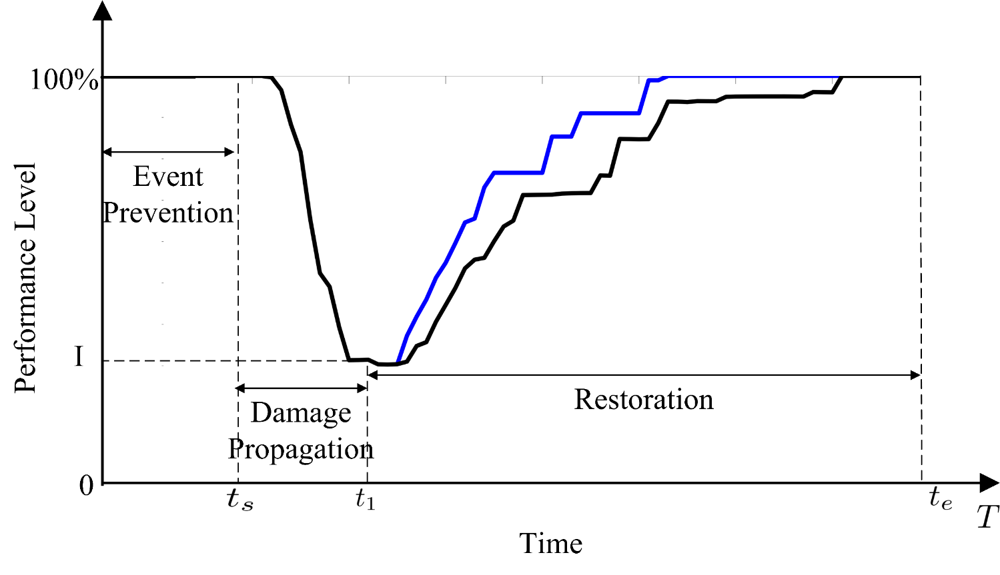 100%
Event
Prevention
Performance Level
I
Restoration
Damage
Propagation
0
t_s
t_1
t_e
T
Time